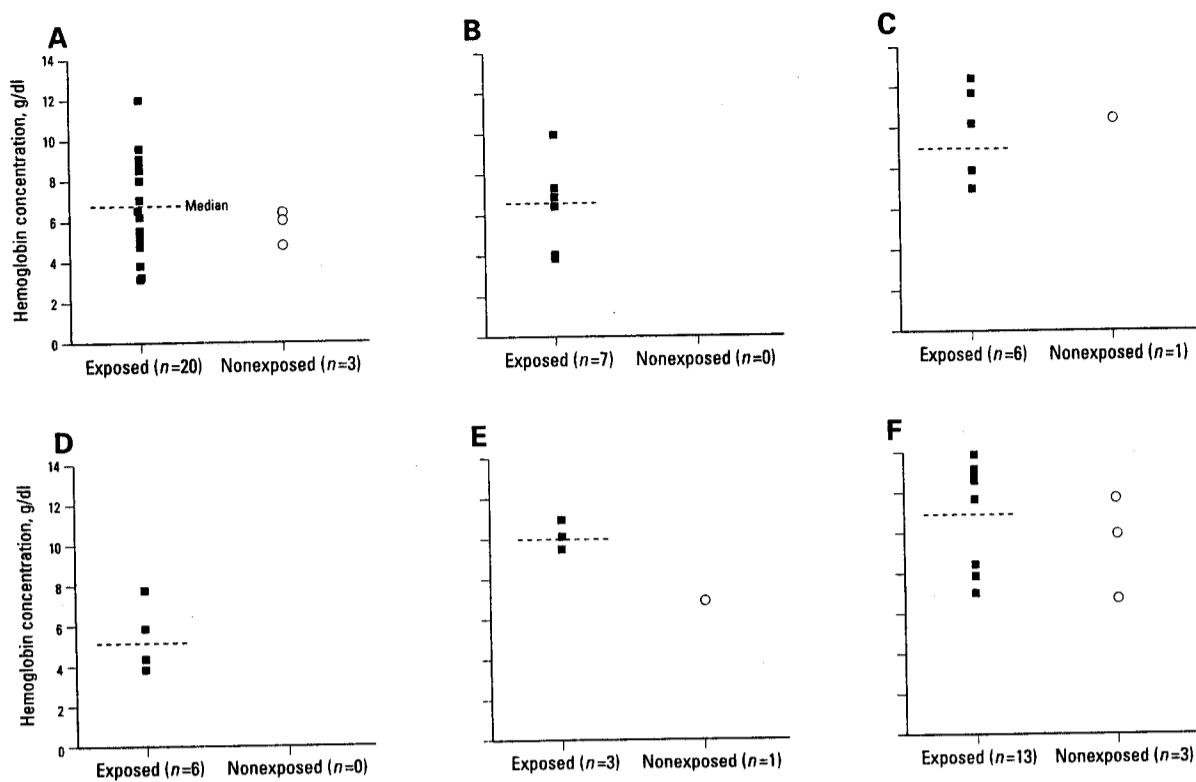 A
B
C
Hemoglobin concentration, g/dl
14
12
10
8
6
4
2
0
Median
Exposed (n=20) Nonexposed (n=3)
Exposed (n=7) Nonexposed (n=0)
Exposed (n=6) Nonexposed (n=1)
D
E
F
Hemoglobin concentration, g/dl
14
12
10
8
6
4
2
0
Exposed (n=6) Nonexposed (n=0)
Exposed (n=3) Nonexposed (n=1)
Exposed (n=13) Nonexposed (n=3)